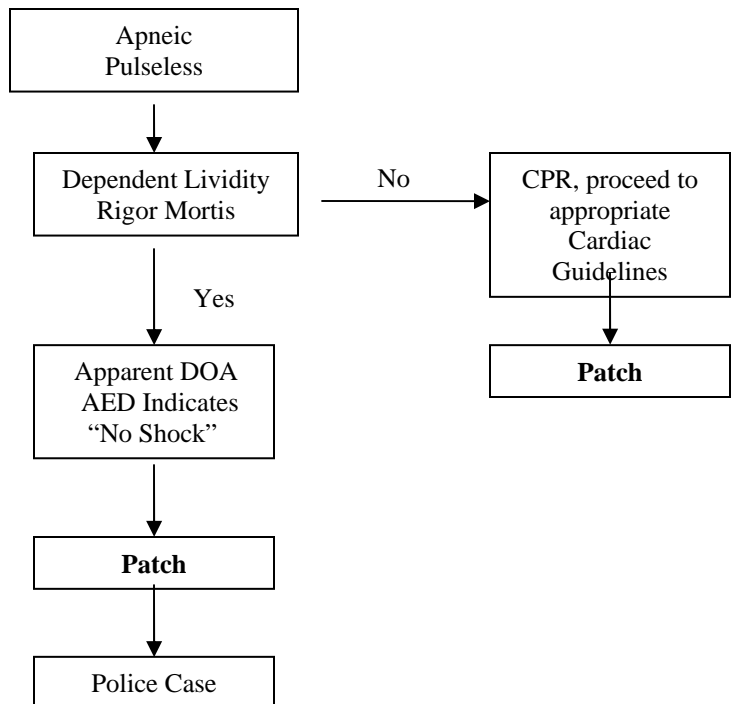 Apneic
Pulseless
Dependent Lividity
Rigor Mortis
No
CPR, proceed to
appropriate
Cardiac
Guidelines
Yes
Patch
Apparent DOA
AED Indicates
“No Shock”
Patch
Police Case